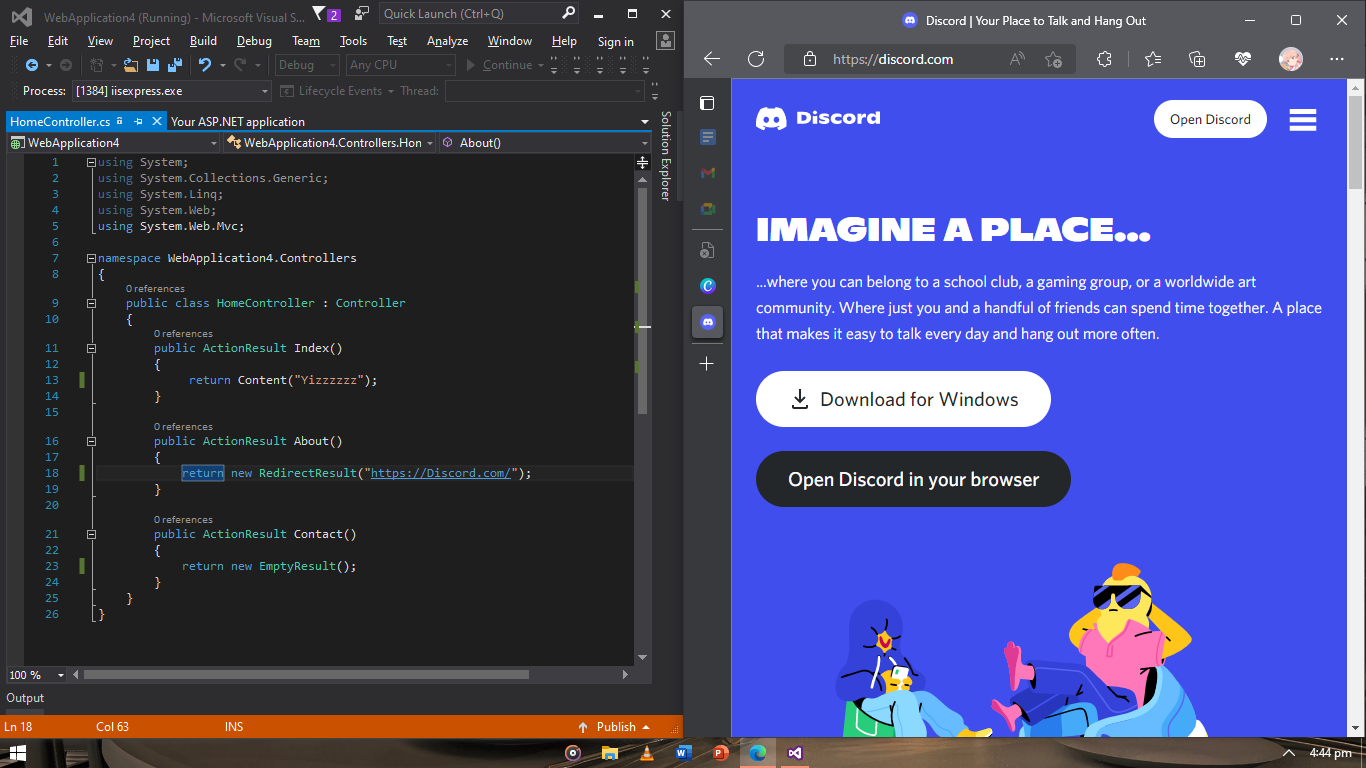 WebApplication4 (Running) - Microsoft Visual S...
2
Quick Launch (Ctrl+Q)
File Edit View Project Build Debug Team Tools Test Analyze Window Help Sign in
Debug Any CPU Continue
Process: [1384] iisexpress.exe Lifecycle Events Thread:
HomeController.cs Your ASP.NET application
WebApplication4 WebApplication4.Controllers.Hon About()
1 using System;
2 using System.Collections.Generic;
3 using System.Linq;
4 using System.Web;
5 using System.Web.Mvc;
6
7 namespace WebApplication4.Controllers
8 {
0 references
9 public class HomeController : Controller
10 {
0 references
11 public ActionResult Index()
12 {
13 return Content("Yizzzzzz");
14 }
15
0 references
16 public ActionResult About()
17 {
18 return new RedirectResult("https://Discord.com/");
19 }
20
0 references
21 public ActionResult Contact()
22 {
23 return new EmptyResult();
24 }
25 }
26 }
100 %
Solution Explorer
Output
Ln 18 Col 63 INS Publish
Discord | Your Place to Talk and Hang Out
https://discord.com
Discord
Open Discord
IMAGINE A PLACE...
...where you can belong to a school club, a gaming group, or a worldwide art
community. Where just you and a handful of friends can spend time together. A place
that makes it easy to talk every day and hang out more often.
Download for Windows
Open Discord in your browser
4:44 pm